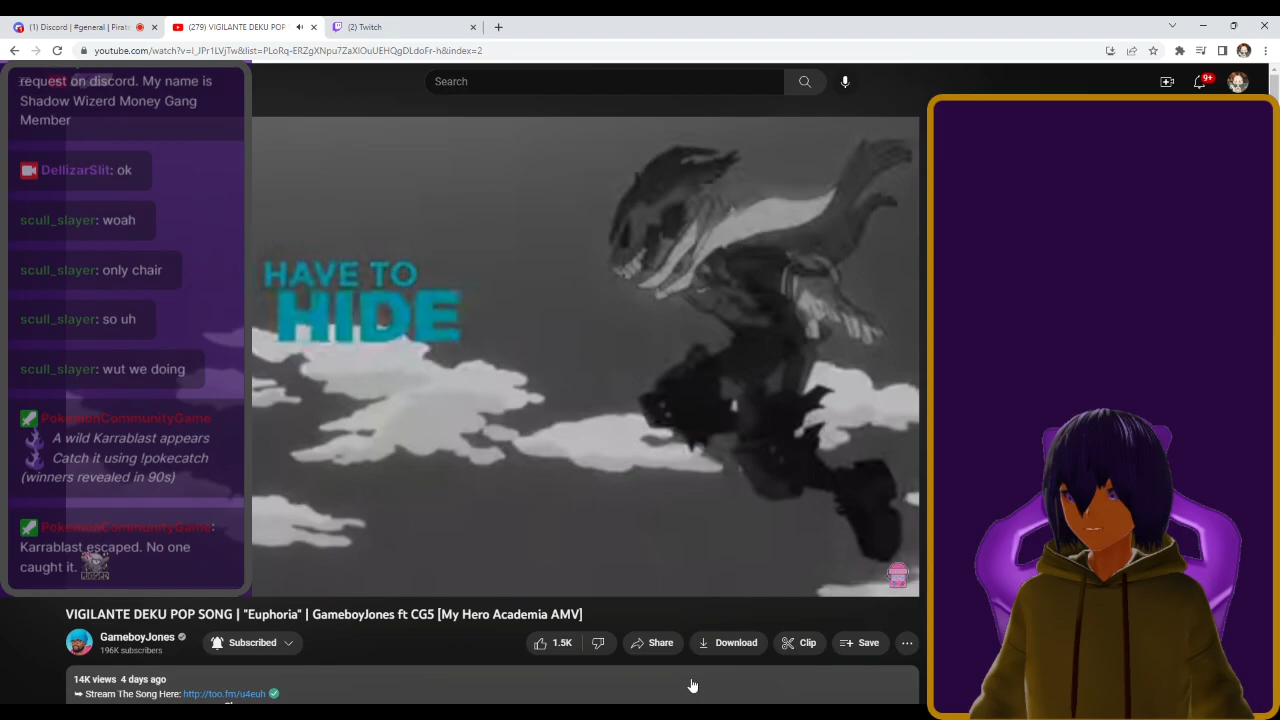 (1) Discord | #general | Pirat
(279) VIGILANTE DEKU POP SONG
(2) Twitch
youtube.com/watch?v=l_JPr1LVjTw&list=PLoRq-ERZgXNpu7ZaXIOuUEHQgDLdoFr-h&index=2
Search
9+
request on discord. My name is
Shadow Wizerd Money Gang
Member
DellizarSlit: ok
scull_slayer: woah
scull_slayer: only chair
scull_slayer: so uh
scull_slayer: wut we doing
PokemonCommunityGame
A wild Karrablast appears
Catch it using !pokecatch
(winners revealed in 90s)
PokemonCommunityGame:
Karrablast escaped. No one
caught it.
HAVE TO
HIDE
VIGILANTE DEKU POP SONG | "Euphoria" | GameboyJones ft CG5 [My Hero Academia AMV]
GameboyJones
196K subscribers
Subscribed
1.5K
Share
Download
Clip
Save
14K views 4 days ago
Stream The Song Here: http://too.fm/u4euh